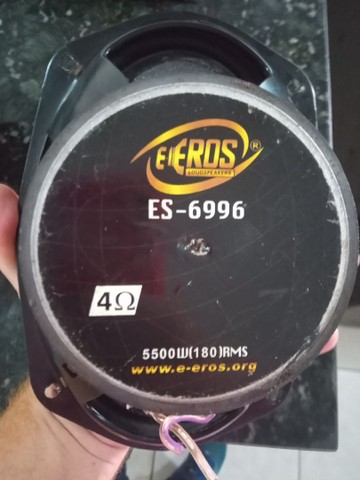 E EROS ®
LOUDSPEAKERS
ES-6996
4Ω
5500W(180)RMS
www.e-eros.org